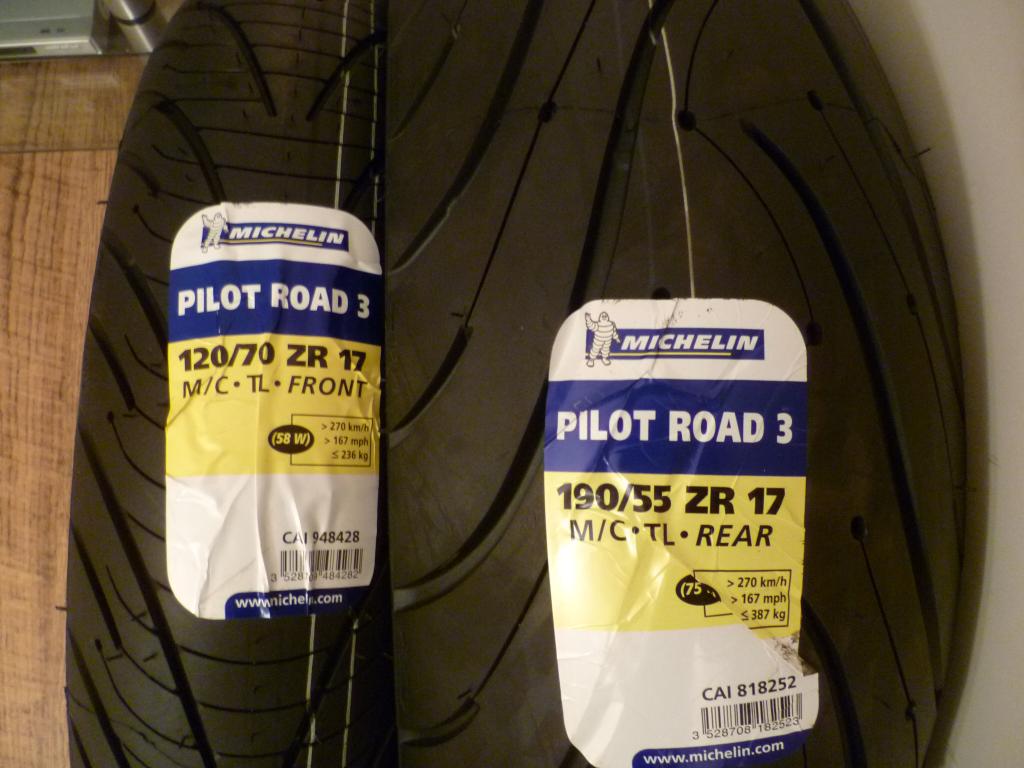 MICHELIN
PILOT ROAD 3
120/70 ZR 17
M/C • TL • FRONT
(58 W)
> 270 km/h
> 167 mph
≤ 236 kg
CAI 948428
www.michelin.com
MICHELIN
PILOT ROAD 3
190/55 ZR 17
M/C • TL • REAR
(75
> 270 km/h
> 167 mph
≤ 387 kg
CAI 818252
3 528708 182523
www.michelin.com